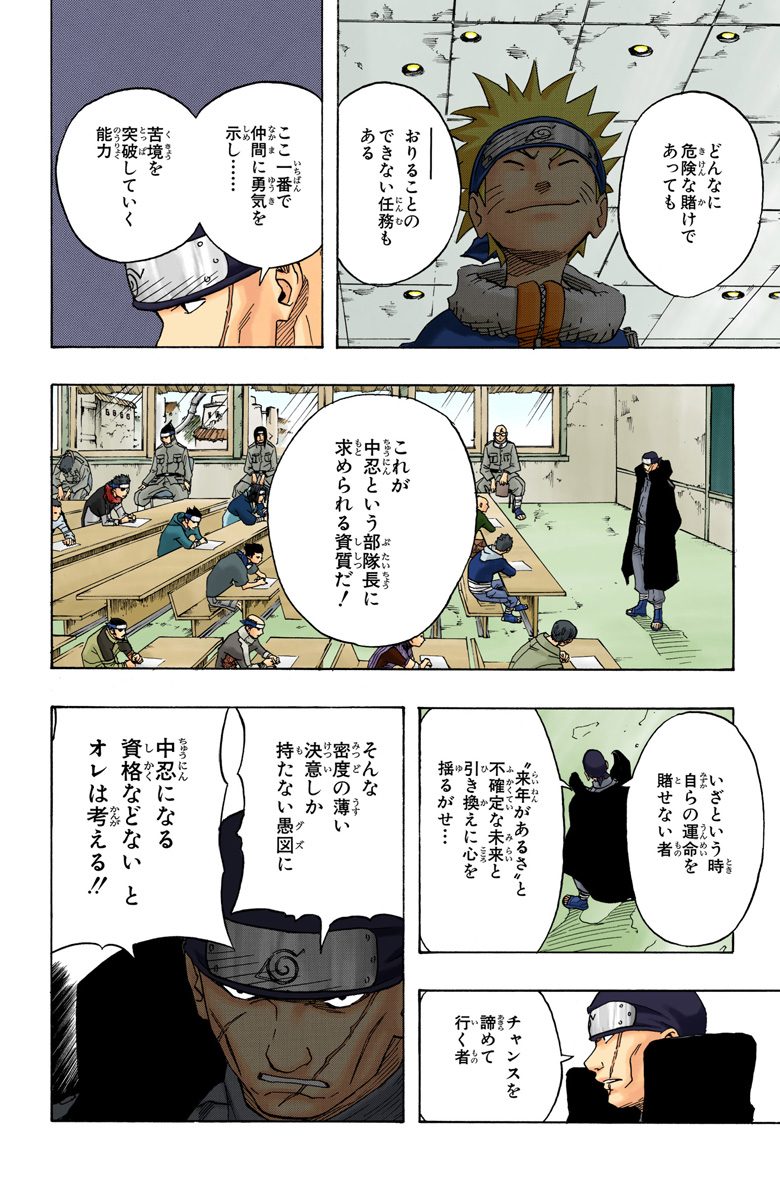 どんなに
危険な賭けで
あっても
おりることの
できない任務も
ある
ここ一番で
仲間に勇気を
示し……
苦境を
突破していく
能力
これが
中忍という部隊長に
求められる資質だ！
いざという時
自らの運命を
賭せない者
〝来年があるさ〟と
不確定な未来と
引き換えに心を
揺るがせ…
チャンスを
諦めて
行く者
そんな
密度の薄い
決意しか
持たない愚図に
中忍になる
資格などないと
オレは考える!!